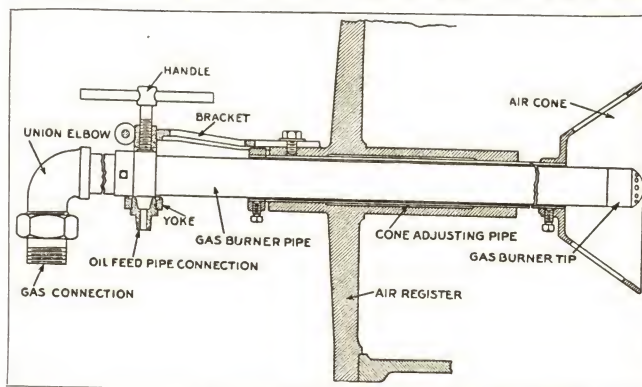 HANDLE
BRACKET
AIR CONE
UNION ELBOW
YOKE
GAS BURNER PIPE
CONE ADJUSTING PIPE
OIL FEED PIPE CONNECTION
GAS BURNER TIP
GAS CONNECTION
AIR REGISTER